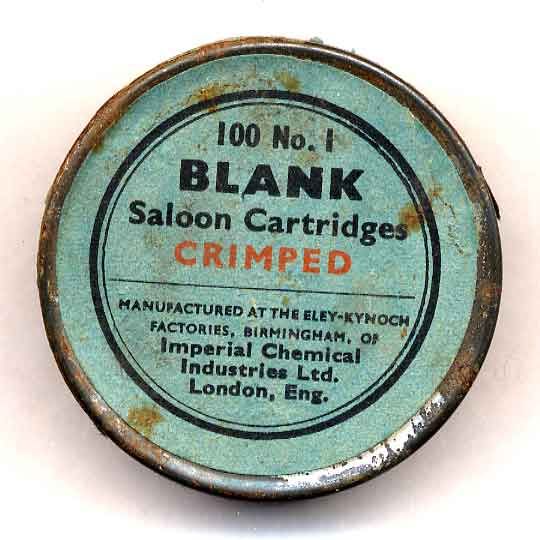 100 No. 1
BLANK
Saloon Cartridges
CRIMPED
MANUFACTURED AT THE ELEY-KYNOCH
FACTORIES, BIRMINGHAM, OF
Imperial Chemical
Industries Ltd.
London, Eng.